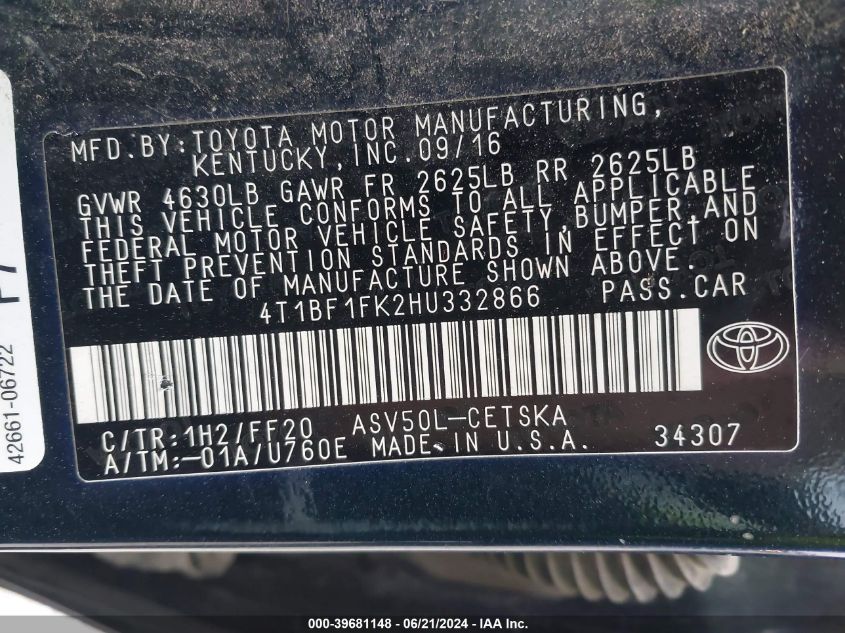 MFD.BY:TOYOTA MOTOR MANUFACTURING,
KENTUCKY,INC.09/16
GVWR 4630LB GAWR FR 2625LB RR 2625LB
THIS VEHICLE CONFORMS TO ALL APPLICABLE
FEDERAL MOTOR VEHICLE SAFETY,BUMPER,AND
THEFT PREVENTION STANDARDS IN EFFECT ON
THE DATE OF MANUFACTURE SHOWN ABOVE.
4T1BF1FK2HU332866 PASS.CAR
C/TR:1H2/FF20 ASV50L-CETSKA
A/TM:-01A/U760E MADE IN U.S.A. 34307
42661-06722
000-39681148 - 06/21/2024 - IAA Inc.